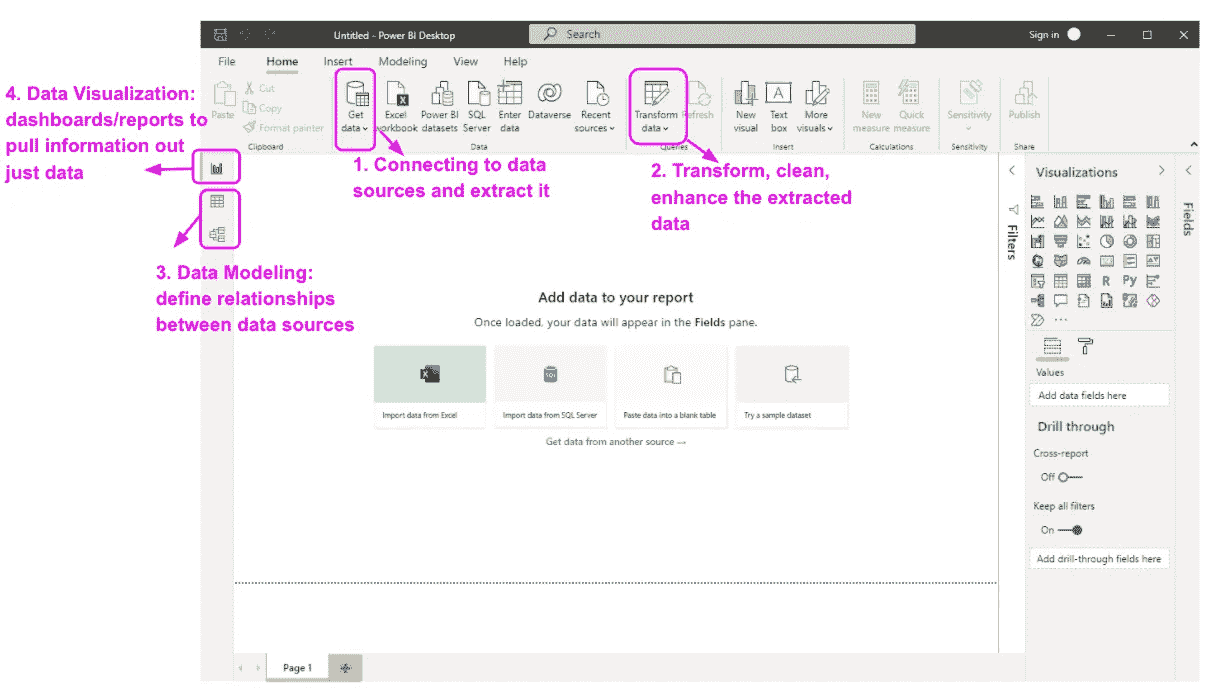 Untitled - Power BI Desktop
Search
Sign in
File Home Insert Modeling View Help
Paste
Cut
Copy
Format painter
Clipboard
Get data
Excel workbook
Power BI datasets
SQL Server
Enter data
Dataverse
Recent sources
Data
Transform data
Refresh
Queries
New visual
Text box
More visuals
Insert
New measure
Quick measure
Calculations
Sensitivity
Sensitivity
Publish
Share
4. Data Visualization:
dashboards/reports to
pull information out
just data
1. Connecting to data
sources and extract it
2. Transform, clean,
enhance the extracted
data
3. Data Modeling:
define relationships
between data sources
Add data to your report
Once loaded, your data will appear in the Fields pane.
Import data from Excel
SQL
Import data from SQL Server
Paste data into a blank table
Try a sample dataset
Get data from another source →
Filters
Visualizations
R Py
...
Values
Add data fields here
Drill through
Cross-report
Off
Keep all filters
On
Add drill-through fields here
Fields
Page 1